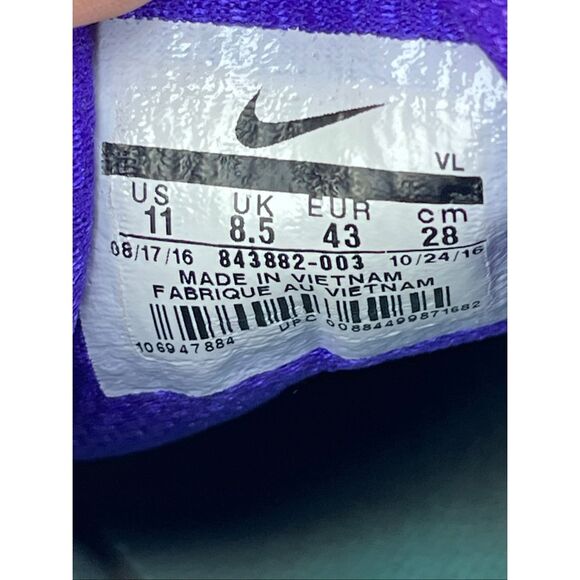 VL
US UK EUR cm
11 8.5 43 28
08/17/16 843882-003 10/24/16
MADE IN VIETNAM
FABRIQUE AU VIETNAM
106947884 UPC 00884499871682